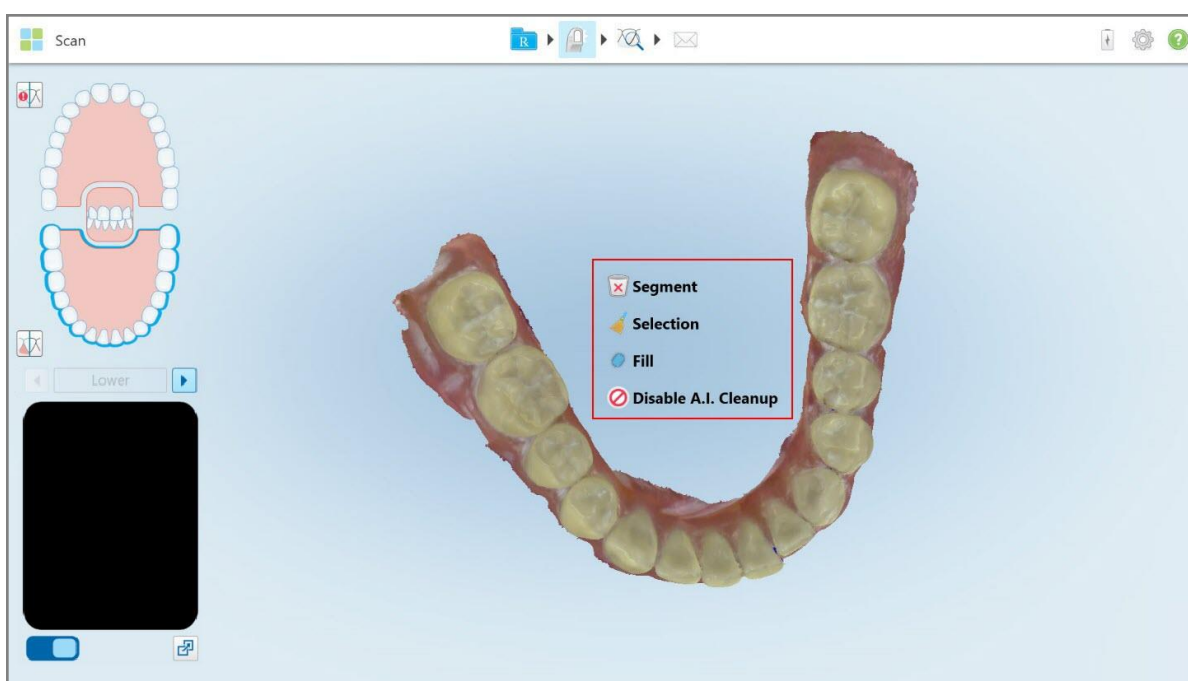 Scan
R
?
Lower
Segment
Selection
Fill
Disable A.I. Cleanup